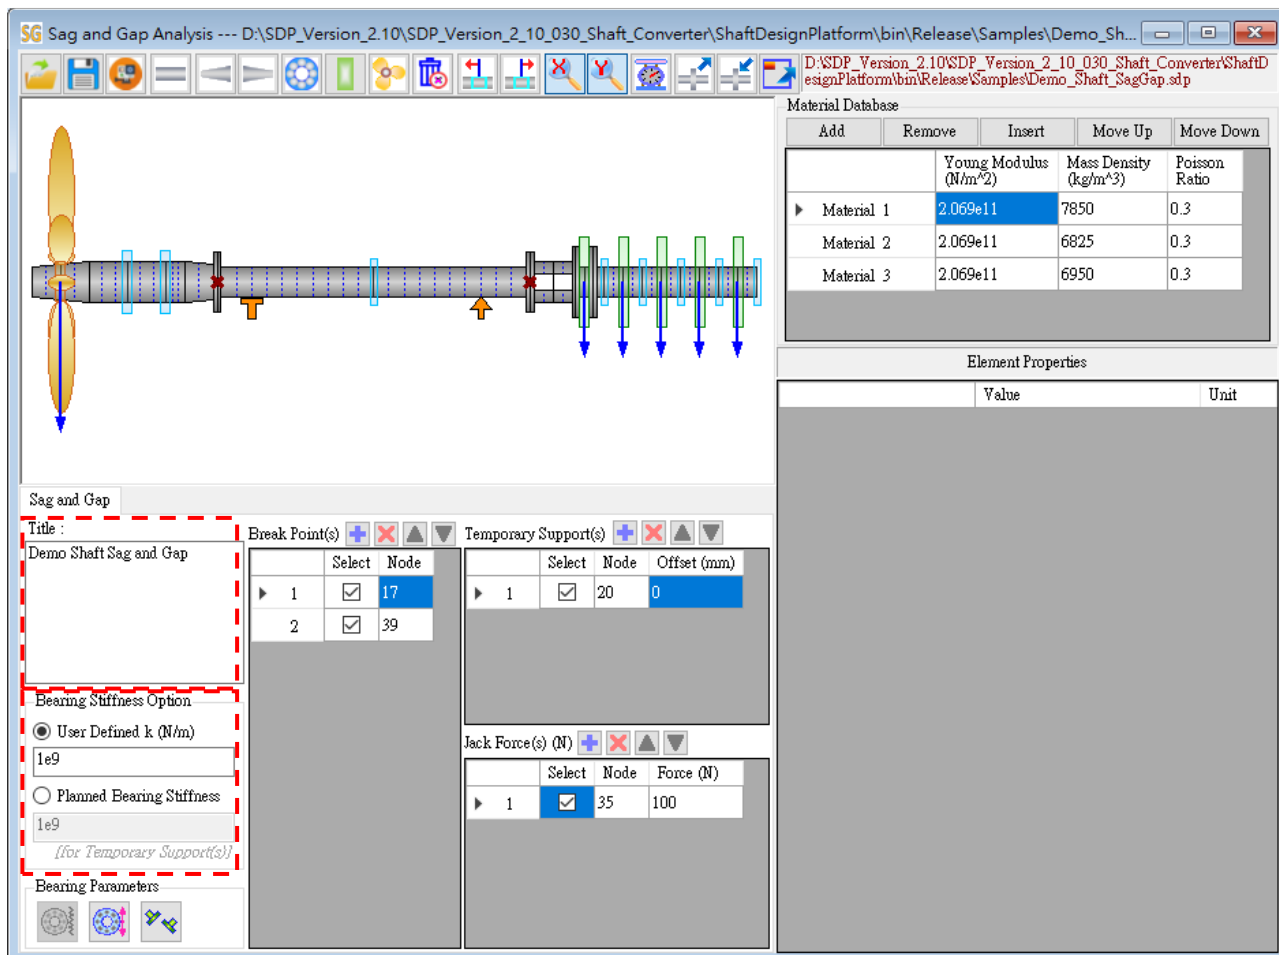 SG Sag and Gap Analysis --- D:\SDP_Version_2.10\SDP_Version_2_10_030_Shaft_Converter\ShaftDesignPlatform\bin\Release\Samples\Demo_Sh...
D:\SDP_Version_2.10\SDP_Version_2_10_030_Shaft_Converter\ShaftD
esignPlatform\bin\Release\Samples\Demo_Shaft_SagGap.sdp
X Y
Material Database
Add Remove Insert Move Up Move Down
Young Modulus (N/m^2) Mass Density (kg/m^3) Poisson Ratio
Material 1 2.069e11 7850 0.3
Material 2 2.069e11 6825 0.3
Material 3 2.069e11 6950 0.3
Element Properties
Value Unit
Sag and Gap
Title :
Demo Shaft Sag and Gap
Bearing Stiffness Option
User Defined k (N/m)
1e9
Planned Bearing Stiffness
1e9
[for Temporary Support(s)]
Bearing Parameters
Break Point(s)
Select Node
1 17
2 39
Temporary Support(s)
Select Node Offset (mm)
1 20 0
Jack Force(s) (N)
Select Node Force (N)
1 35 100